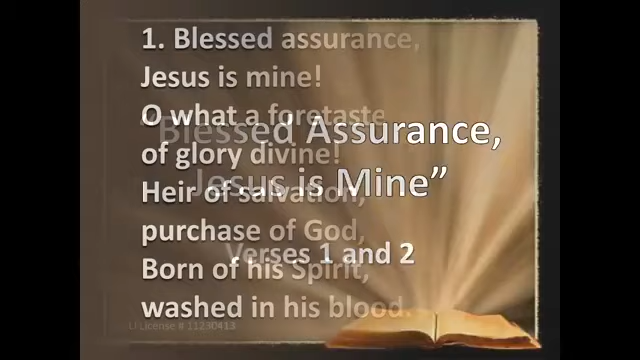 1. Blessed assurance,
Jesus is mine!
O what a foretaste
of glory divine!
Heir of salvation,
purchase of God,
Born of his Spirit,
washed in his blood.
“Blessed Assurance,
Jesus is Mine”
Verses 1 and 2
LI License # 11230413